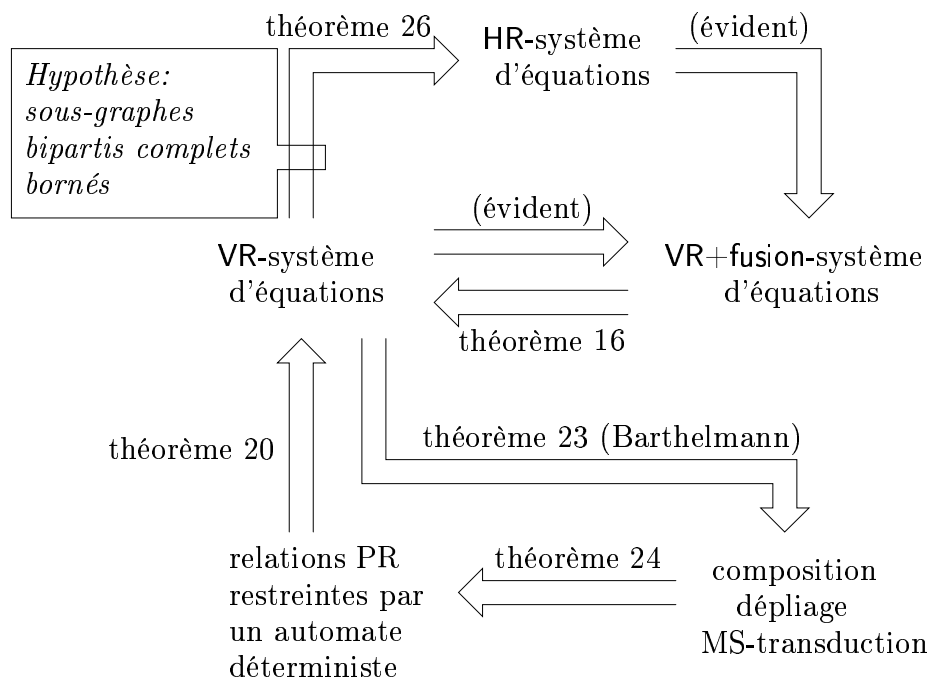 théorème 26
HR-système
d'équations
(évident)
Hypothèse:
sous-graphes
bipartis complets
bornés
(évident)
VR-système
d'équations
VR+fusion-système
d'équations
théorème 16
théorème 20
théorème 23 (Barthelmann)
relations PR
restreintes par
un automate
déterministe
théorème 24
composition
dépliage
MS-transduction